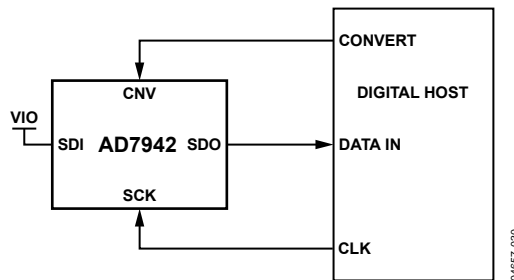 CONVERT
CNV
DIGITAL HOST
VIO
SDI AD7942 SDO
DATA IN
SCK
CLK